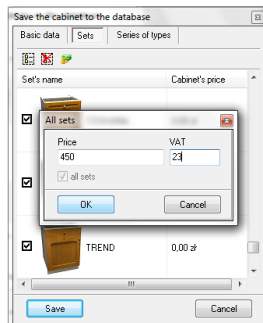 Save the cabinet to the database
Basic data Sets Series of types
Set's name Cabinet's price
All sets
Price VAT
450 23
all sets
OK Cancel
TREND 0,00 zł
Save Cancel